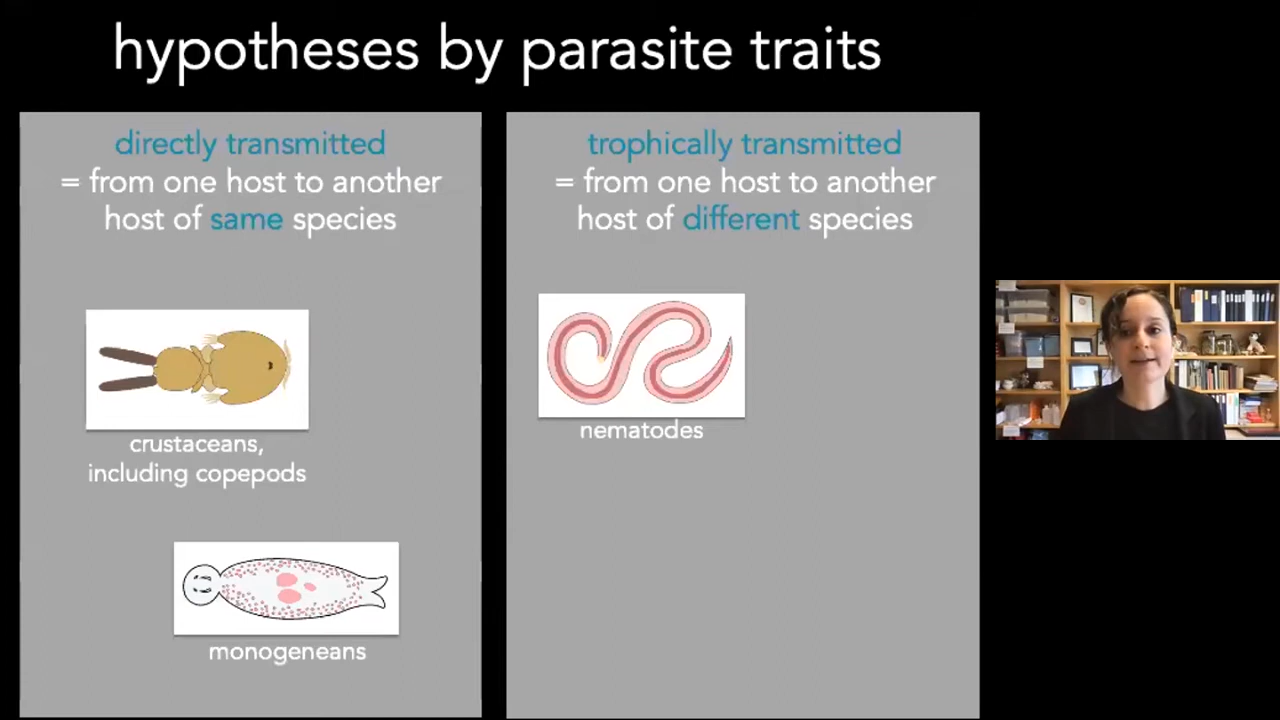 hypotheses by parasite traits
directly transmitted
= from one host to another
host of same species
crustaceans,
including copepods
monogeneans
trophically transmitted
= from one host to another
host of different species
nematodes